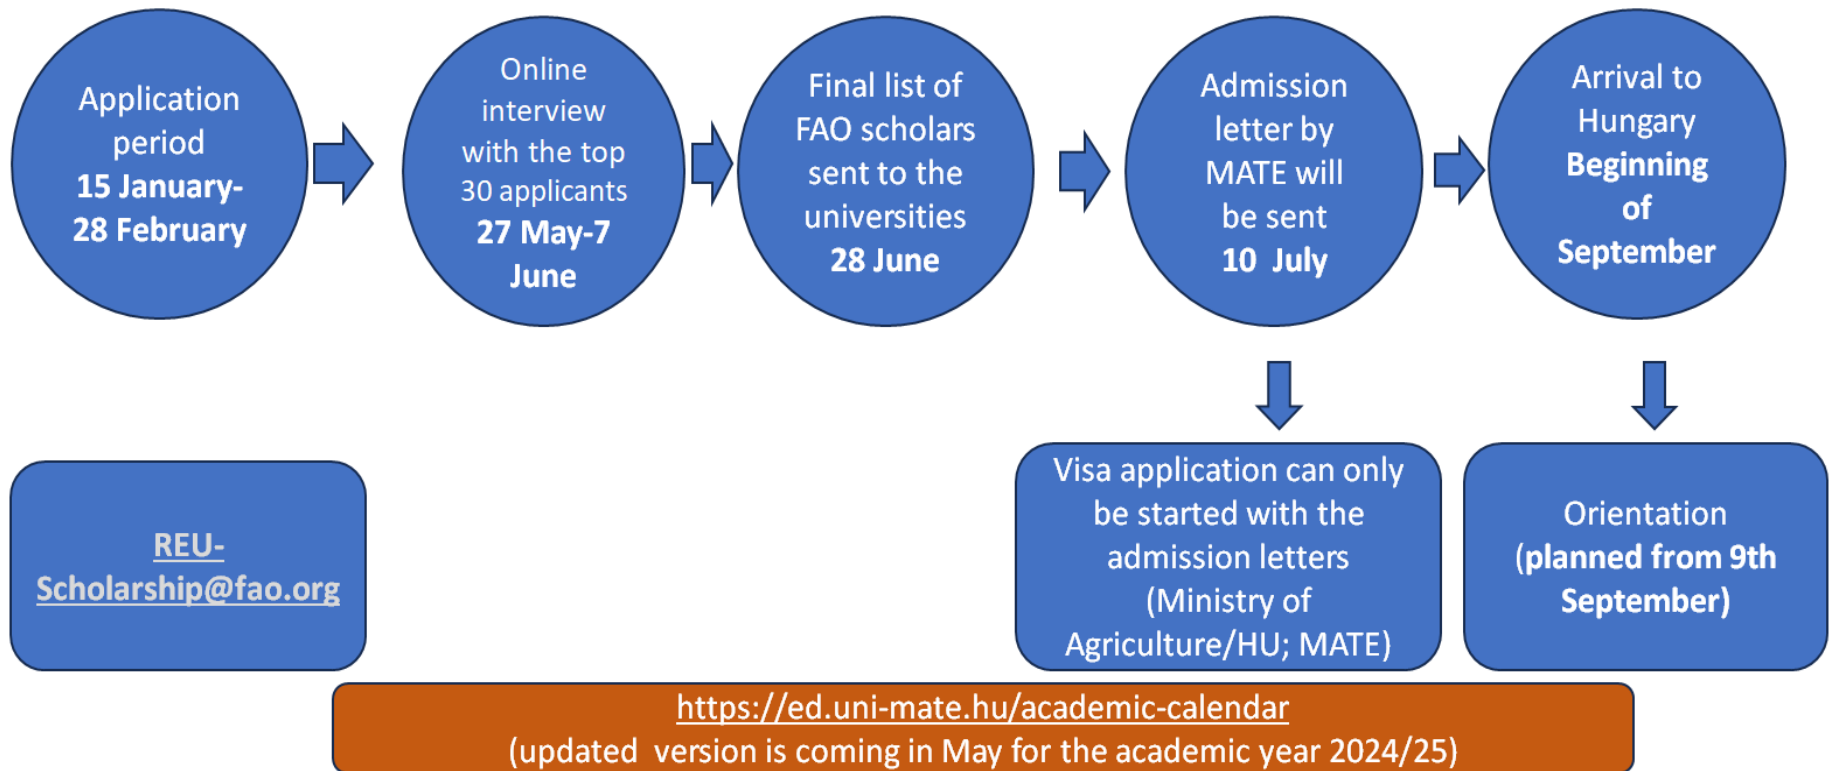 Application
period
15 January-
28 February
Online
interview
with the top
30 applicants
27 May-7
June
Final list of
FAO scholars
sent to the
universities
28 June
Admission
letter by
MATE will
be sent
10  July
Arrival to
Hungary
Beginning
of
September
REU-
Scholarship@fao.org
Visa application can only
be started with the
admission letters
(Ministry of
Agriculture/HU; MATE)
Orientation
(planned from 9th
September)
https://ed.uni-mate.hu/academic-calendar
(updated  version is coming in May for the academic year 2024/25)